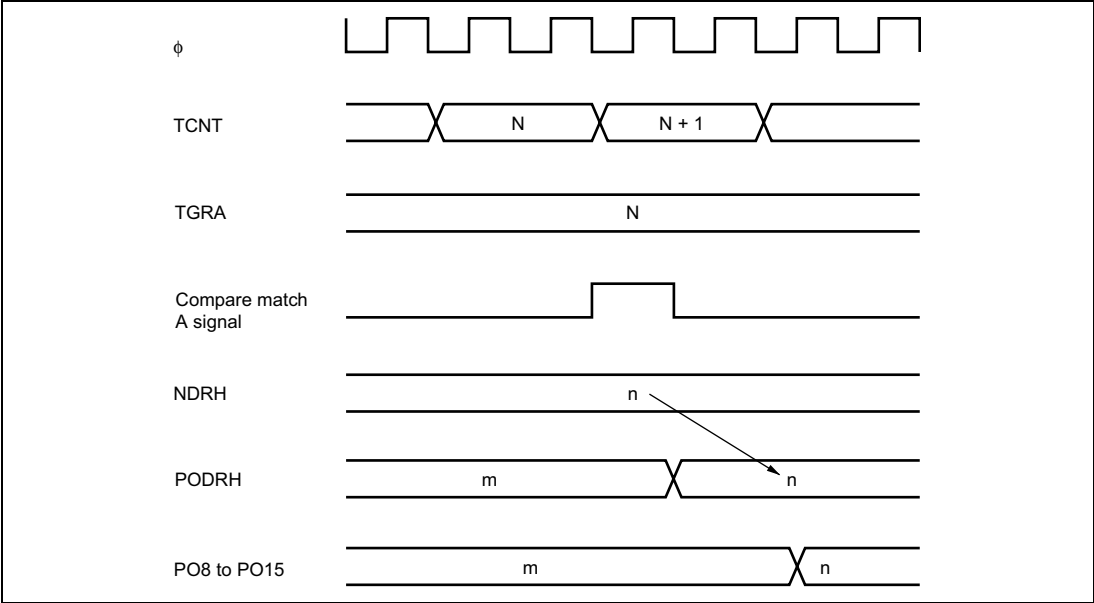 ϕ
TCNT
N
N + 1
TGRA
N
Compare match
A signal
NDRH
n
PODRH
m
n
PO8 to PO15
m
n